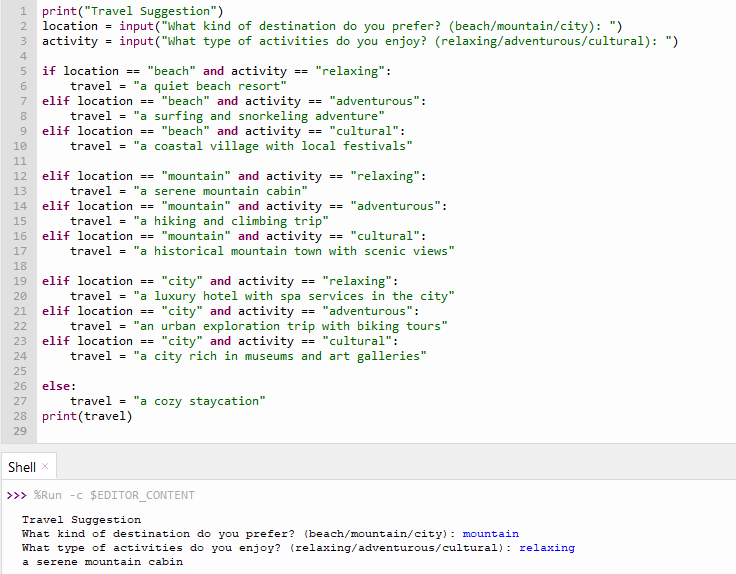 1 print("Travel Suggestion")
2 location = input("What kind of destination do you prefer? (beach/mountain/city): ")
3 activity = input("What type of activities do you enjoy? (relaxing/adventurous/cultural): ")
4
5 if location == "beach" and activity == "relaxing":
6     travel = "a quiet beach resort"
7 elif location == "beach" and activity == "adventurous":
8     travel = "a surfing and snorkeling adventure"
9 elif location == "beach" and activity == "cultural":
10     travel = "a coastal village with local festivals"
11
12 elif location == "mountain" and activity == "relaxing":
13     travel = "a serene mountain cabin"
14 elif location == "mountain" and activity == "adventurous":
15     travel = "a hiking and climbing trip"
16 elif location == "mountain" and activity == "cultural":
17     travel = "a historical mountain town with scenic views"
18
19 elif location == "city" and activity == "relaxing":
20     travel = "a luxury hotel with spa services in the city"
21 elif location == "city" and activity == "adventurous":
22     travel = "an urban exploration trip with biking tours"
23 elif location == "city" and activity == "cultural":
24     travel = "a city rich in museums and art galleries"
25
26 else:
27     travel = "a cozy staycation"
28 print(travel)
29
Shell ×
>>> %Run -c $EDITOR_CONTENT
Travel Suggestion
What kind of destination do you prefer? (beach/mountain/city): mountain
What type of activities do you enjoy? (relaxing/adventurous/cultural): relaxing
a serene mountain cabin